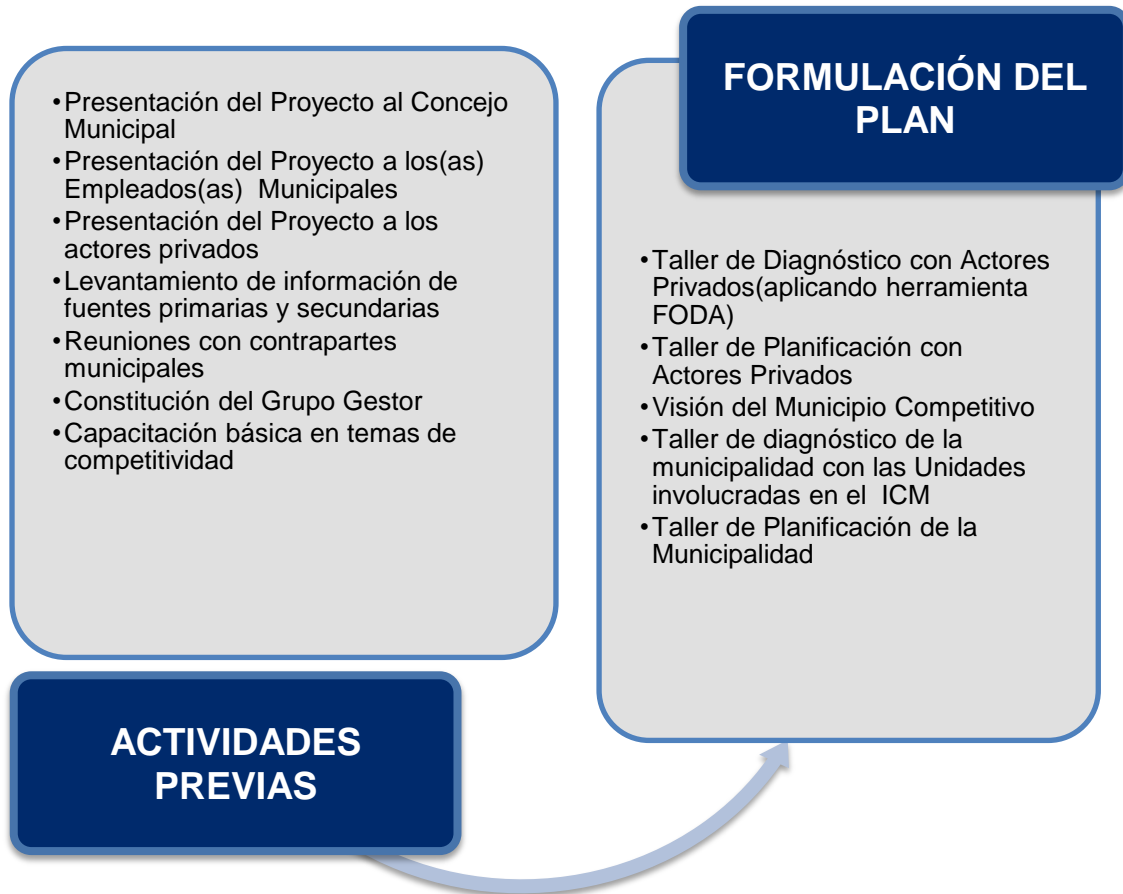 •Presentación del Proyecto al Concejo
Municipal
•Presentación del Proyecto a los(as)
Empleados(as)  Municipales
•Presentación del Proyecto a los
actores privados
•Levantamiento de información de
fuentes primarias y secundarias
•Reuniones con contrapartes
municipales
•Constitución del Grupo Gestor
•Capacitación básica en temas de
competitividad
ACTIVIDADES
PREVIAS
FORMULACIÓN DEL
PLAN
•Taller de Diagnóstico con Actores
Privados(aplicando herramienta
FODA)
•Taller de Planificación con
Actores Privados
•Visión del Municipio Competitivo
•Taller de diagnóstico de la
municipalidad con las Unidades
involucradas en el  ICM
•Taller de Planificación de la
Municipalidad